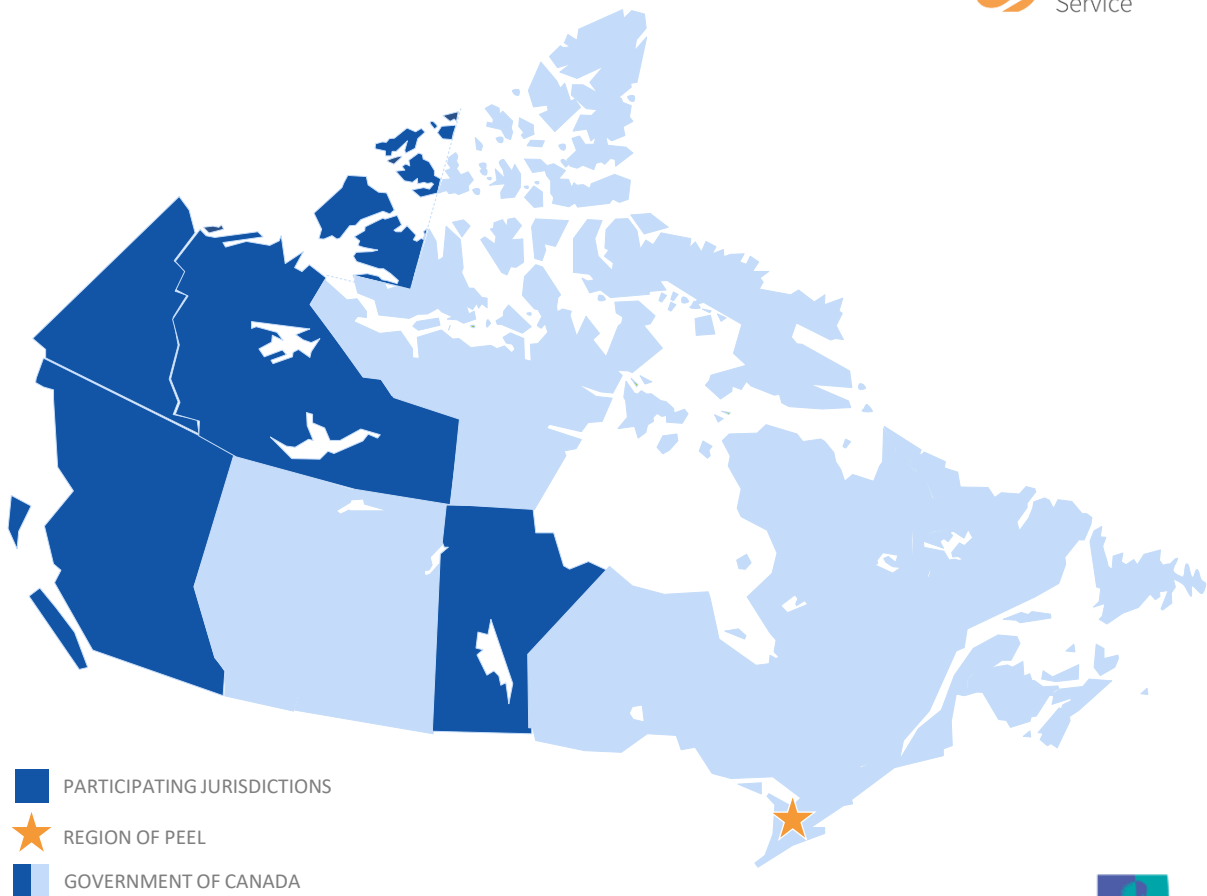 Service
PARTICIPATING JURISDICTIONS
REGION OF PEEL
GOVERNMENT OF CANADA